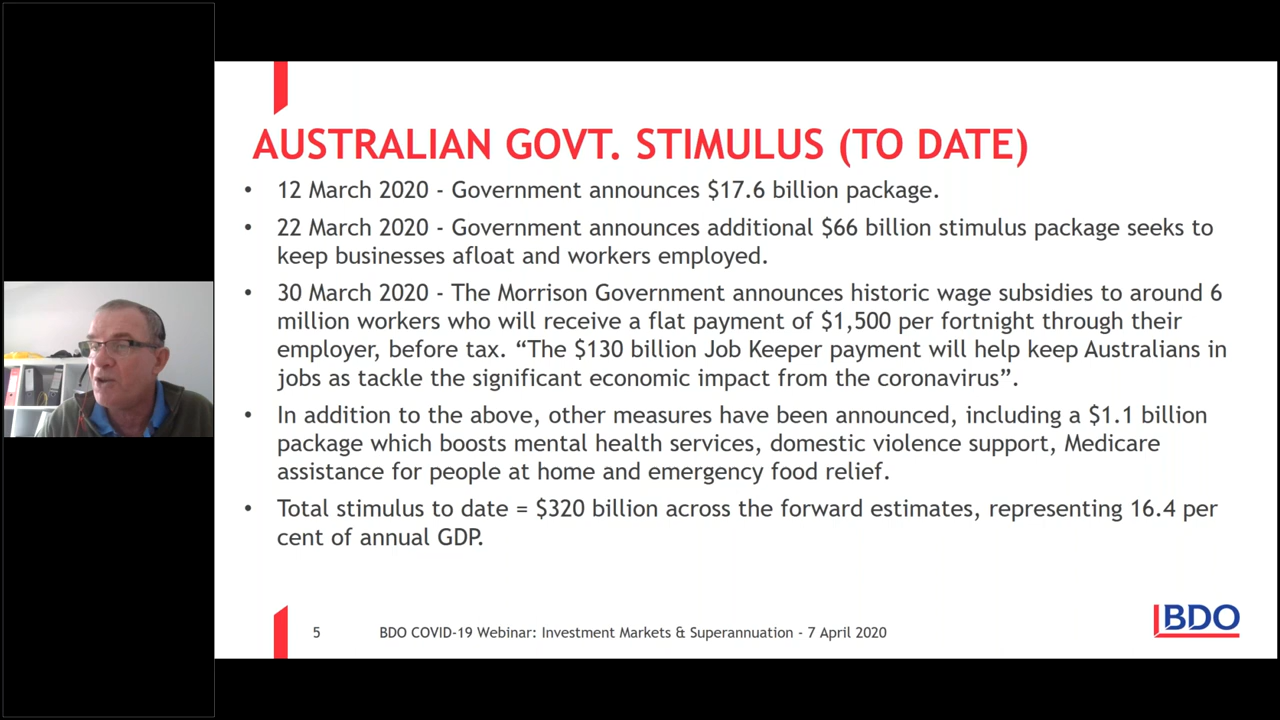 AUSTRALIAN GOVT. STIMULUS (TO DATE)
• 12 March 2020 - Government announces $17.6 billion package.
• 22 March 2020 - Government announces additional $66 billion stimulus package seeks to
keep businesses afloat and workers employed.
• 30 March 2020 - The Morrison Government announces historic wage subsidies to around 6
million workers who will receive a flat payment of $1,500 per fortnight through their
employer, before tax. “The $130 billion Job Keeper payment will help keep Australians in
jobs as tackle the significant economic impact from the coronavirus”.
• In addition to the above, other measures have been announced, including a $1.1 billion
package which boosts mental health services, domestic violence support, Medicare
assistance for people at home and emergency food relief.
• Total stimulus to date = $320 billion across the forward estimates, representing 16.4 per
cent of annual GDP.
5 BDO COVID-19 Webinar: Investment Markets & Superannuation - 7 April 2020
BDO